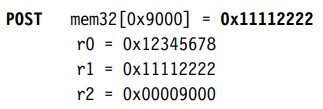 POST mem32[0x9000] = 0x11112222
r0 = 0x12345678
r1 = 0x11112222
r2 = 0x00009000